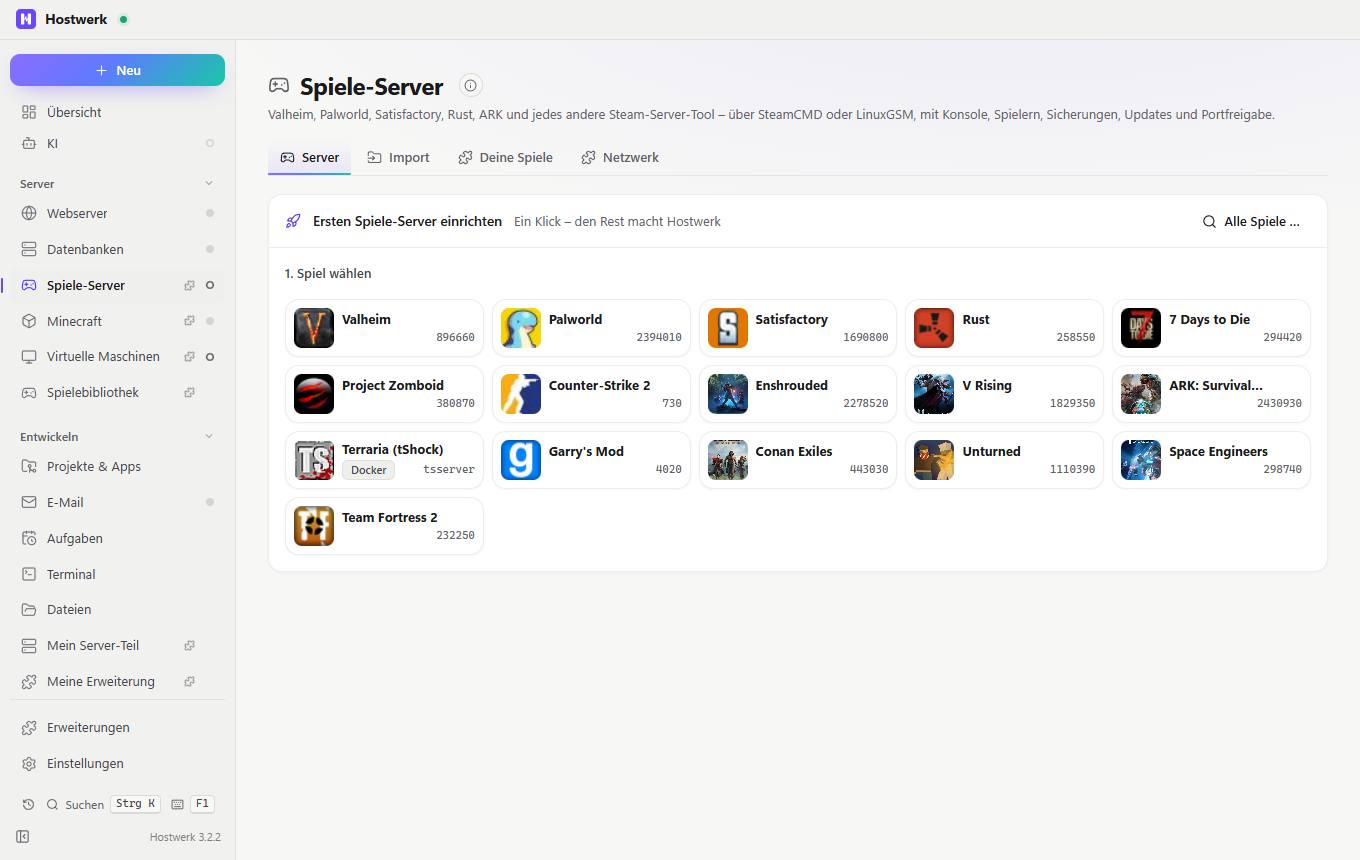 Hostwerk
Neu
Übersicht
KI
Server
Webserver
Datenbanken
Spiele-Server
Minecraft
Virtuelle Maschinen
Spielebibliothek
Entwickeln
Projekte & Apps
E-Mail
Aufgaben
Terminal
Dateien
Mein Server-Teil
Meine Erweiterung
Erweiterungen
Einstellungen
Suchen Strg K F1
Hostwerk 3.2.2
Spiele-Server
Valheim, Palworld, Satisfactory, Rust, ARK und jedes andere Steam-Server-Tool – über SteamCMD oder LinuxGSM, mit Konsole, Spielern, Sicherungen, Updates und Portfreigabe.
Server Import Deine Spiele Netzwerk
Ersten Spiele-Server einrichten Ein Klick – den Rest macht Hostwerk Alle Spiele ...
1. Spiel wählen
Valheim
896660
Palworld
2394010
Satisfactory
1690800
Rust
258550
7 Days to Die
294420
Project Zomboid
380870
Counter-Strike 2
730
Enshrouded
2278520
V Rising
1829350
ARK: Survival...
2430930
Terraria (tShock)
Docker tsserver
Garry's Mod
4020
Conan Exiles
443030
Unturned
1110390
Space Engineers
298740
Team Fortress 2
232250